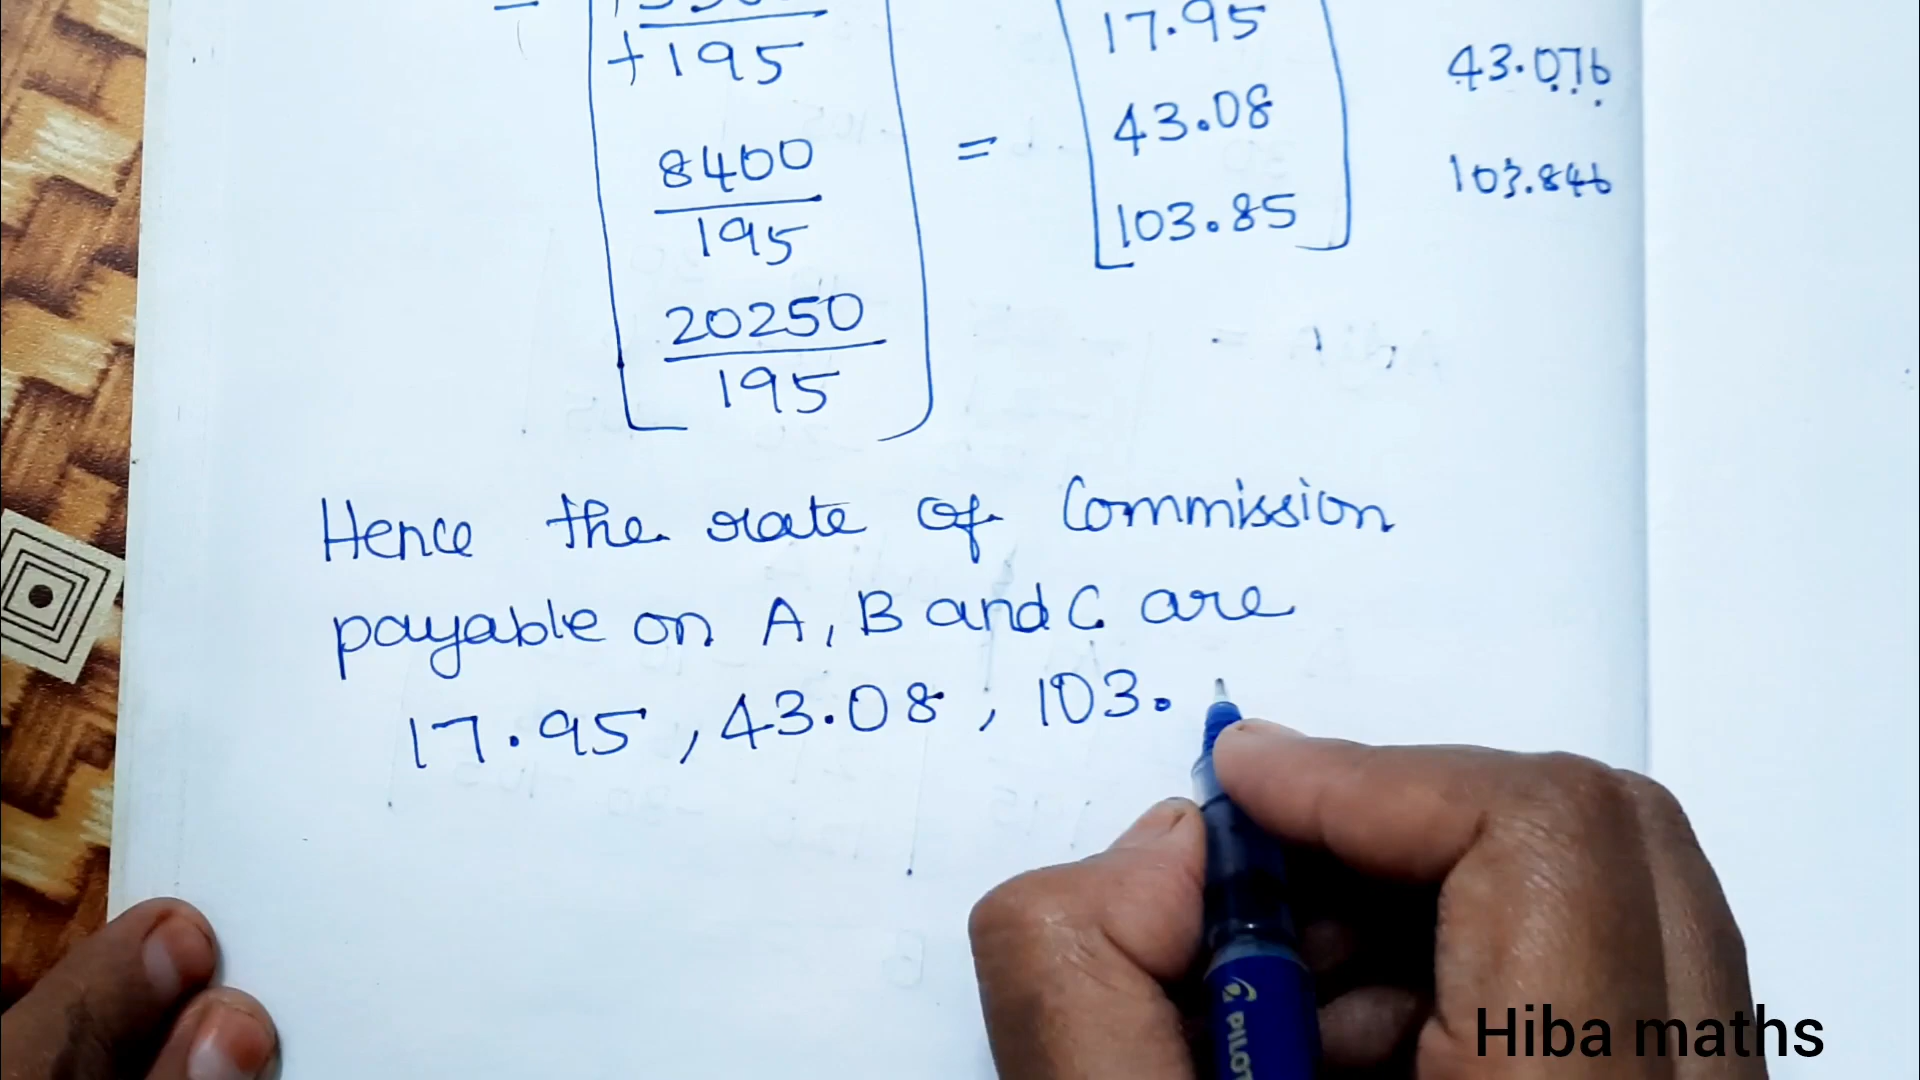 +195
17.95
43.076
8400
=
43.08
195
103.846
103.85
20250
195
Hence the rate of Commission
payable on A, B and C are
17.95, 43.08, 103.
PILOT
Hiba maths